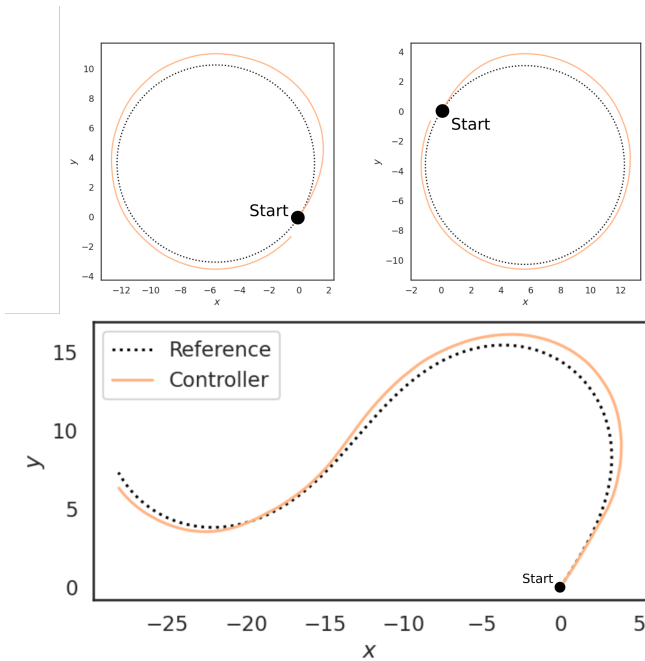 10
8
6
4
2
0
−2
−4
y
Start
−12 −10 −8 −6 −4 −2 0 2
x
4
2
0
−2
−4
−6
−8
−10
y
Start
−2 0 2 4 6 8 10 12
x
Reference
Controller
15
10
5
0
y
Start
−25 −20 −15 −10 −5 0 5
x